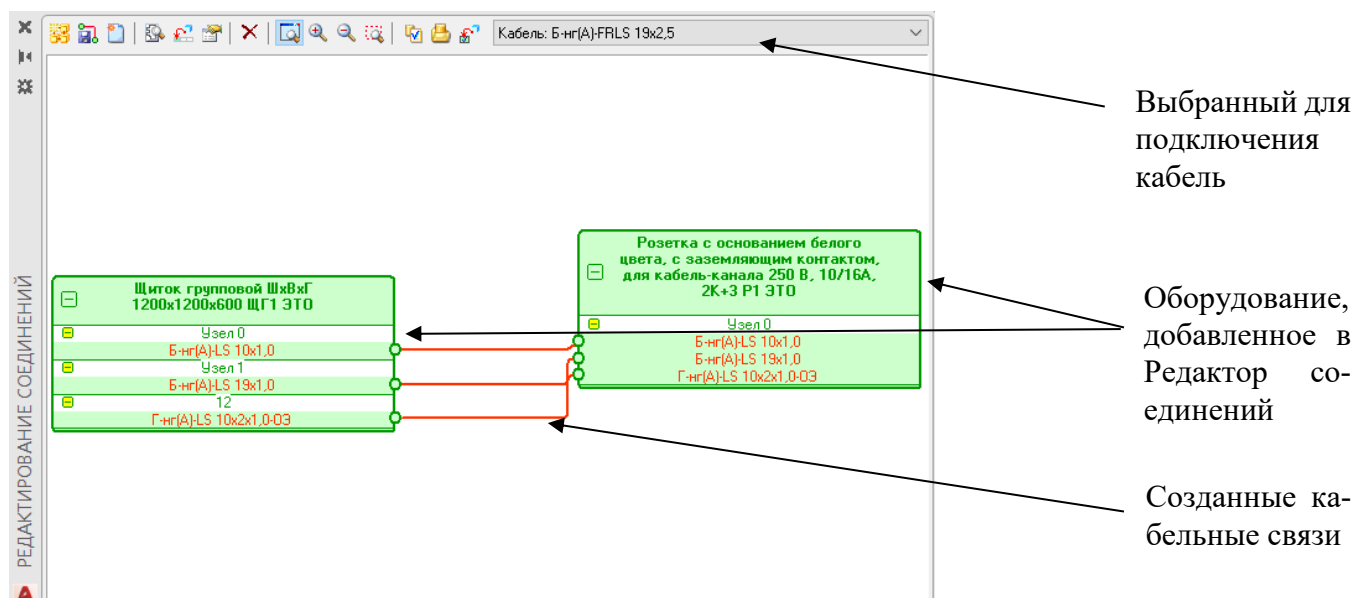 Кабель: Б-нг(А)-FRLS 19x2,5
Выбранный для
подключения
кабель
РЕДАКТИРОВАНИЕ СОЕДИНЕНИЙ
Щиток групповой ШхВхГ
1200х1200х600 ЩГ1 ЭТО
Узел 0
Б-нг(А)-LS 10x1,0
Узел 1
Б-нг(А)-LS 19x1,0
12
Г-нг(А)-LS 10x2x1,0-ОЭ
Розетка с основанием белого
цвета, с заземляющим контактом,
для кабель-канала 250 В, 10/16А,
2К+3 Р1 ЭТО
Узел 0
Б-нг(А)-LS 10x1,0
Б-нг(А)-LS 19x1,0
Г-нг(А)-LS 10x2x1,0-ОЭ
Оборудование,
добавленное в
Редактор со-
единений
Созданные ка-
бельные связи